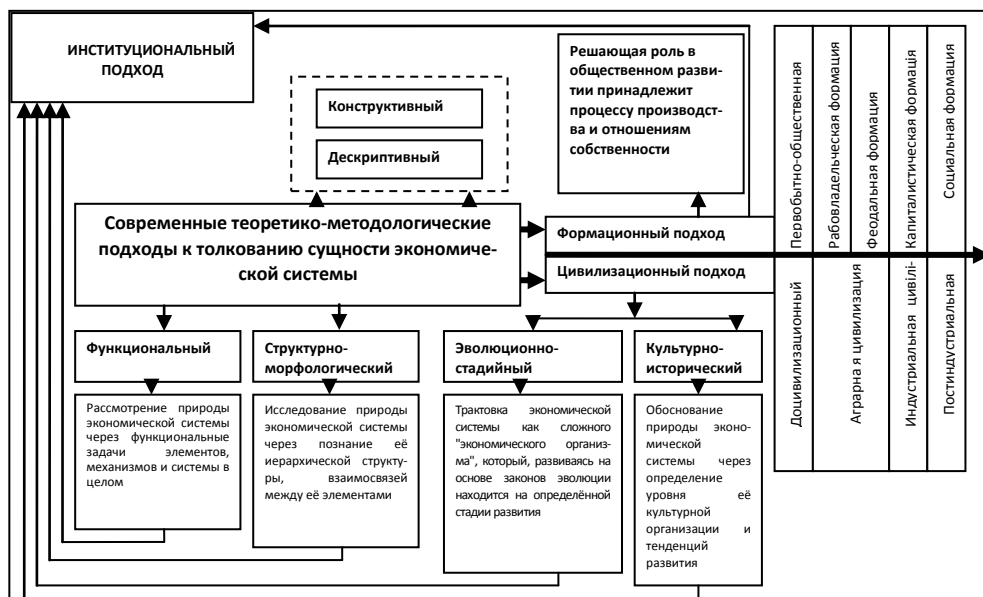 ИНСТИТУЦИОНАЛЬНЫЙ
ПОДХОД
Конструктивный
Дескриптивный
Решающая роль в
общественном разви-
тии принадлежит
процессу производст-
ва и отношениям
собственности
Современные теоретико-методологические
подходы к толкованию сущности экономиче-
ской системы
Формационный подход
Цивилизационный подход
Функциональный
Структурно-
морфологический
Эволюционно-
стадийный
Культурно-
исторический
Рассмотрение природы
экономической системы
через функциональные
задачи элементов,
механизмов и системы в
целом
Исследование природы
экономической системы
через познание её
иерархической структу-
ры, взаимосвязей
между её элементами
Трактовка экономической
системы как сложного
"экономического организ-
ма", который, развиваясь на
основе законов эволюции
находится на определённой
стадии развития
Обоснование
природы эконо-
мической
системы через
определение
уровня её
культурной
организации и
тенденций
развития
Первобытно-общественная
Рабовладельческая формация
Феодальная формация
Капиталистическая формація
Социальная формация
Доцивилизационный
Аграрна я цивилизация
Индустриальная цивілі-
Постиндустриальная